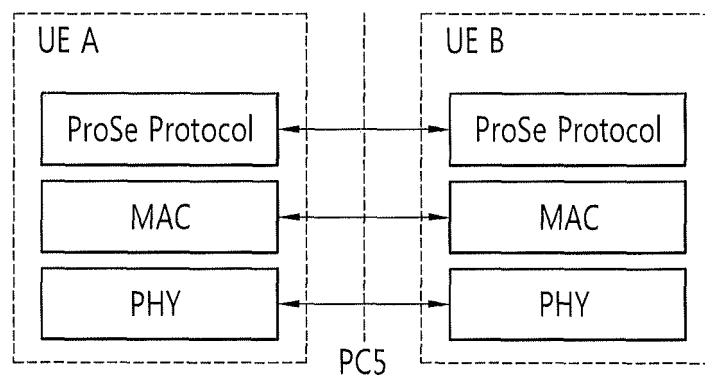 UE A
UE B
ProSe Protocol
ProSe Protocol
MAC
MAC
PHY
PHY
PC5